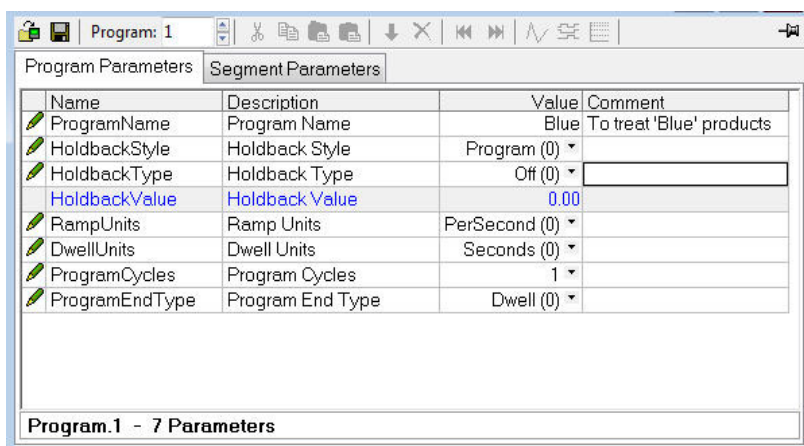 Program: 1
Program Parameters Segment Parameters
Name Description Value Comment
ProgramName Program Name Blue To treat 'Blue' products
HoldbackStyle Holdback Style Program (0)
HoldbackType Holdback Type Off (0)
HoldbackValue Holdback Value 0.00
RampUnits Ramp Units PerSecond (0)
DwellUnits Dwell Units Seconds (0)
ProgramCycles Program Cycles 1
ProgramEndType Program End Type Dwell (0)
Program.1 - 7 Parameters